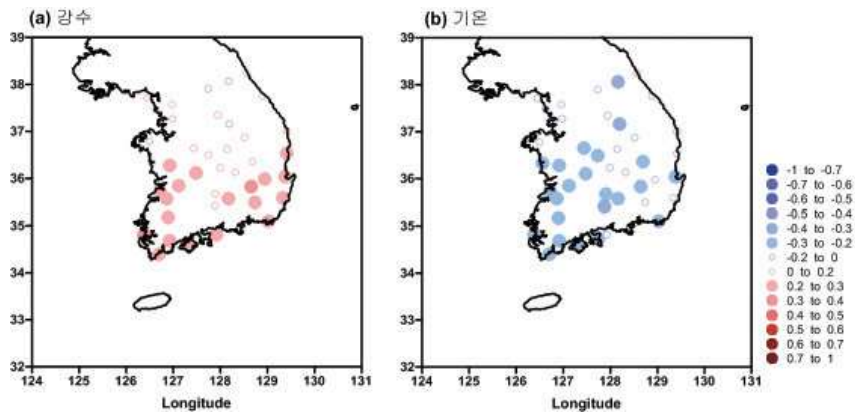 (a) 강수
(b) 기온
39
38
37
36
35
34
33
32
124
125
126
127
128
129
130
131
Longitude
39
38
37
36
35
34
33
32
124
125
126
127
128
129
130
131
Longitude
-1 to -0.7
-0.7 to -0.6
-0.6 to -0.5
-0.5 to -0.4
-0.4 to -0.3
-0.3 to -0.2
-0.2 to 0
0 to 0.2
0.2 to 0.3
0.3 to 0.4
0.4 to 0.5
0.5 to 0.6
0.6 to 0.7
0.7 to 1